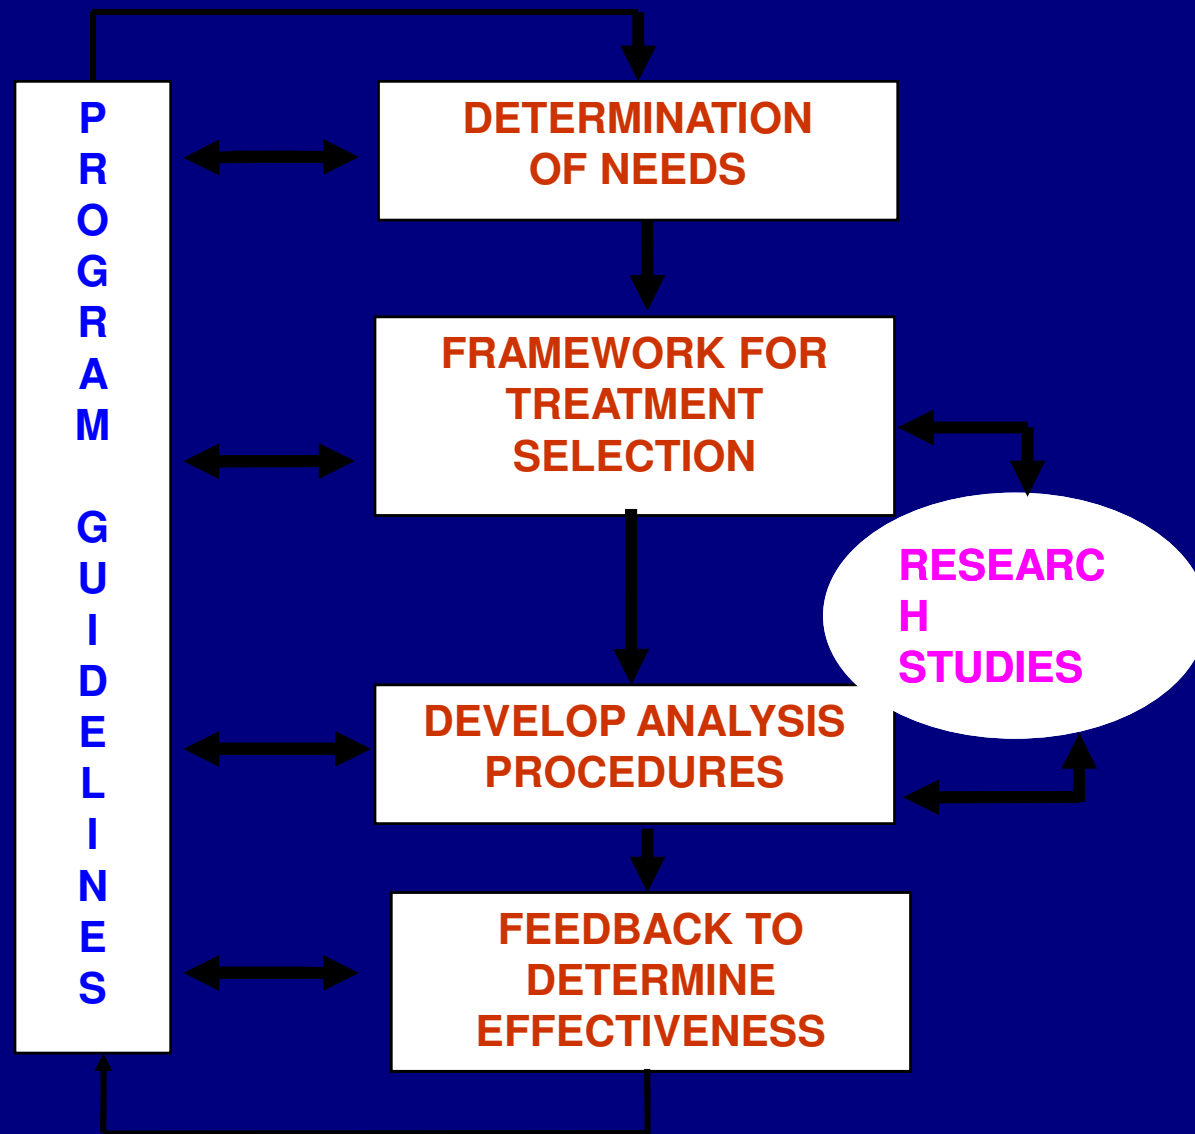 P
R
O
G
R
A
M
G
U
I
D
E
L
I
N
E
S
DETERMINATION
OF NEEDS
FRAMEWORK FOR
TREATMENT
SELECTION
RESEARC
H
STUDIES
DEVELOP ANALYSIS
PROCEDURES
FEEDBACK TO
DETERMINE
EFFECTIVENESS